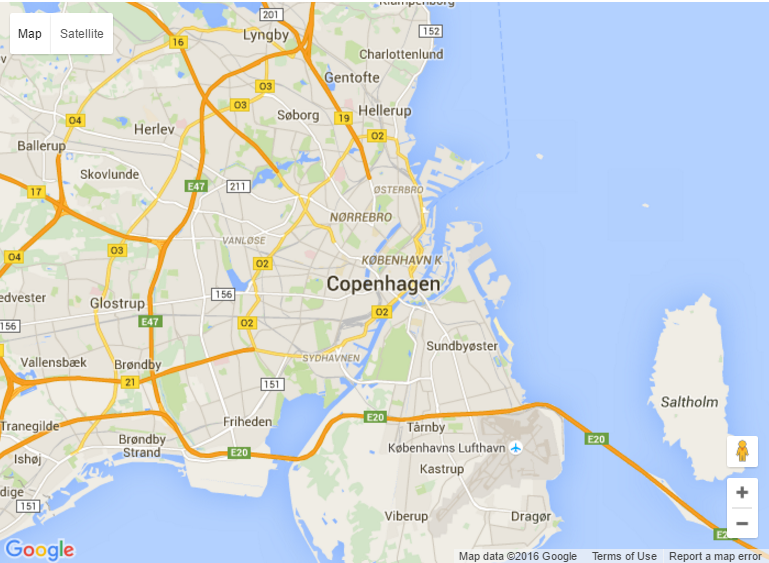 Klampenborg
201
152
Map
Satellite
Lyngby
16
Charlottenlund
Gentofte
O3
O3
Søborg
Hellerup
19
O4
Herlev
O2
Ballerup
Skovlunde
E47
211
ØSTERBRO
17
NØRREBRO
VANLØSE
O3
O4
O2
KØBENHAVN K
Copenhagen
156
Glostrup
O2
E47
O2
156
Sundbyøster
SYDHAVNEN
Vallensbæk
Brøndby
21
151
Saltholm
E20
Friheden
Tranegilde
Tårnby
Brøndby
Strand
E20
E20
Københavns Lufthavn
Ishøj
Kastrup
151
Viberup
Dragør
Google
Map data ©2016 Google
Terms of Use
Report a map error